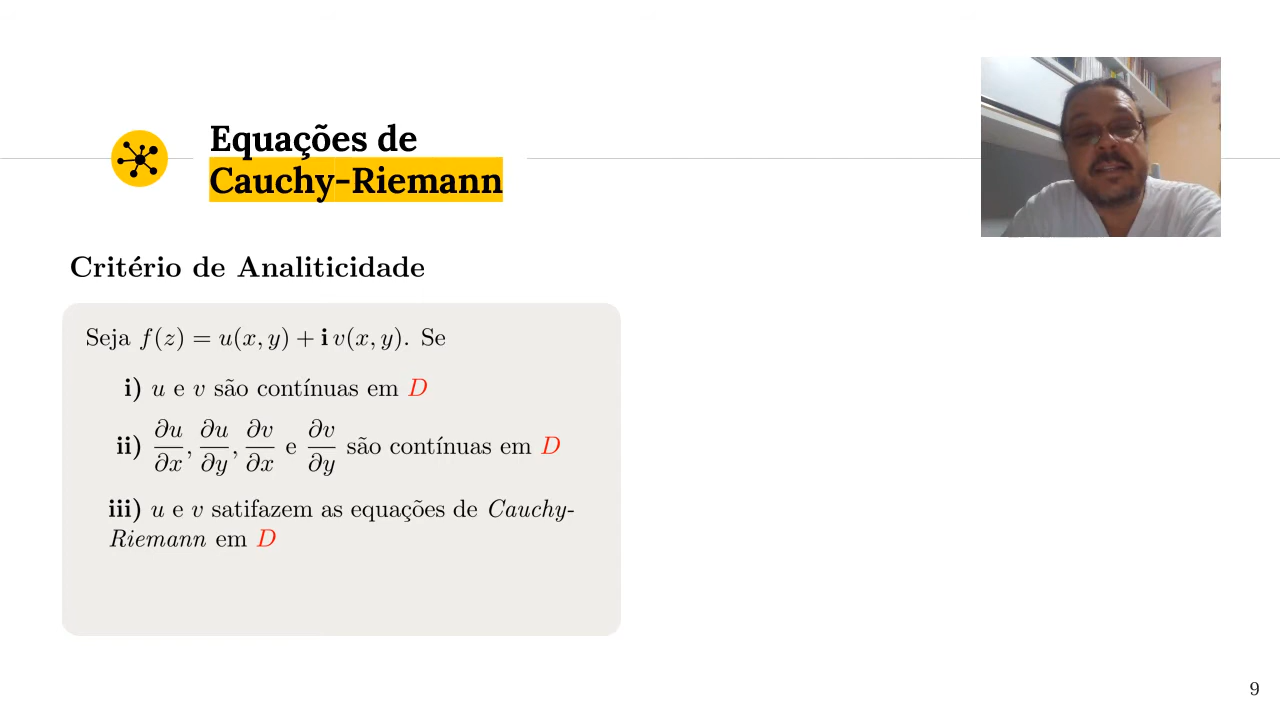 Equações de
Cauchy-Riemann
Critério de Analiticidade
Seja f(z) = u(x, y) + i v(x, y). Se
i) u e v são contínuas em D
ii) ∂u/∂x, ∂u/∂y, ∂v/∂x e ∂v/∂y são contínuas em D
iii) u e v satifazem as equações de Cauchy-
Riemann em D
9